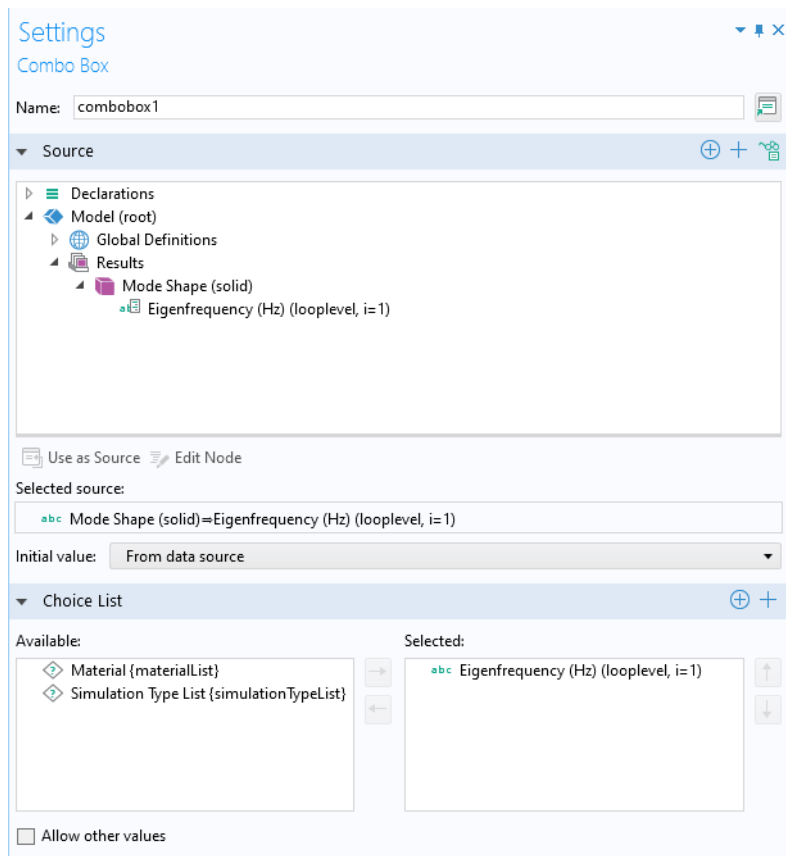 Settings
Combo Box
Name: combobox1
Source
Declarations
Model (root)
Global Definitions
Results
Mode Shape (solid)
Eigenfrequency (Hz) (looplevel, i=1)
Use as Source Edit Node
Selected source:
abc Mode Shape (solid)⇒Eigenfrequency (Hz) (looplevel, i=1)
Initial value: From data source
Choice List
Available: Selected:
Material {materialList} abc Eigenfrequency (Hz) (looplevel, i=1)
Simulation Type List {simulationTypeList}
Allow other values